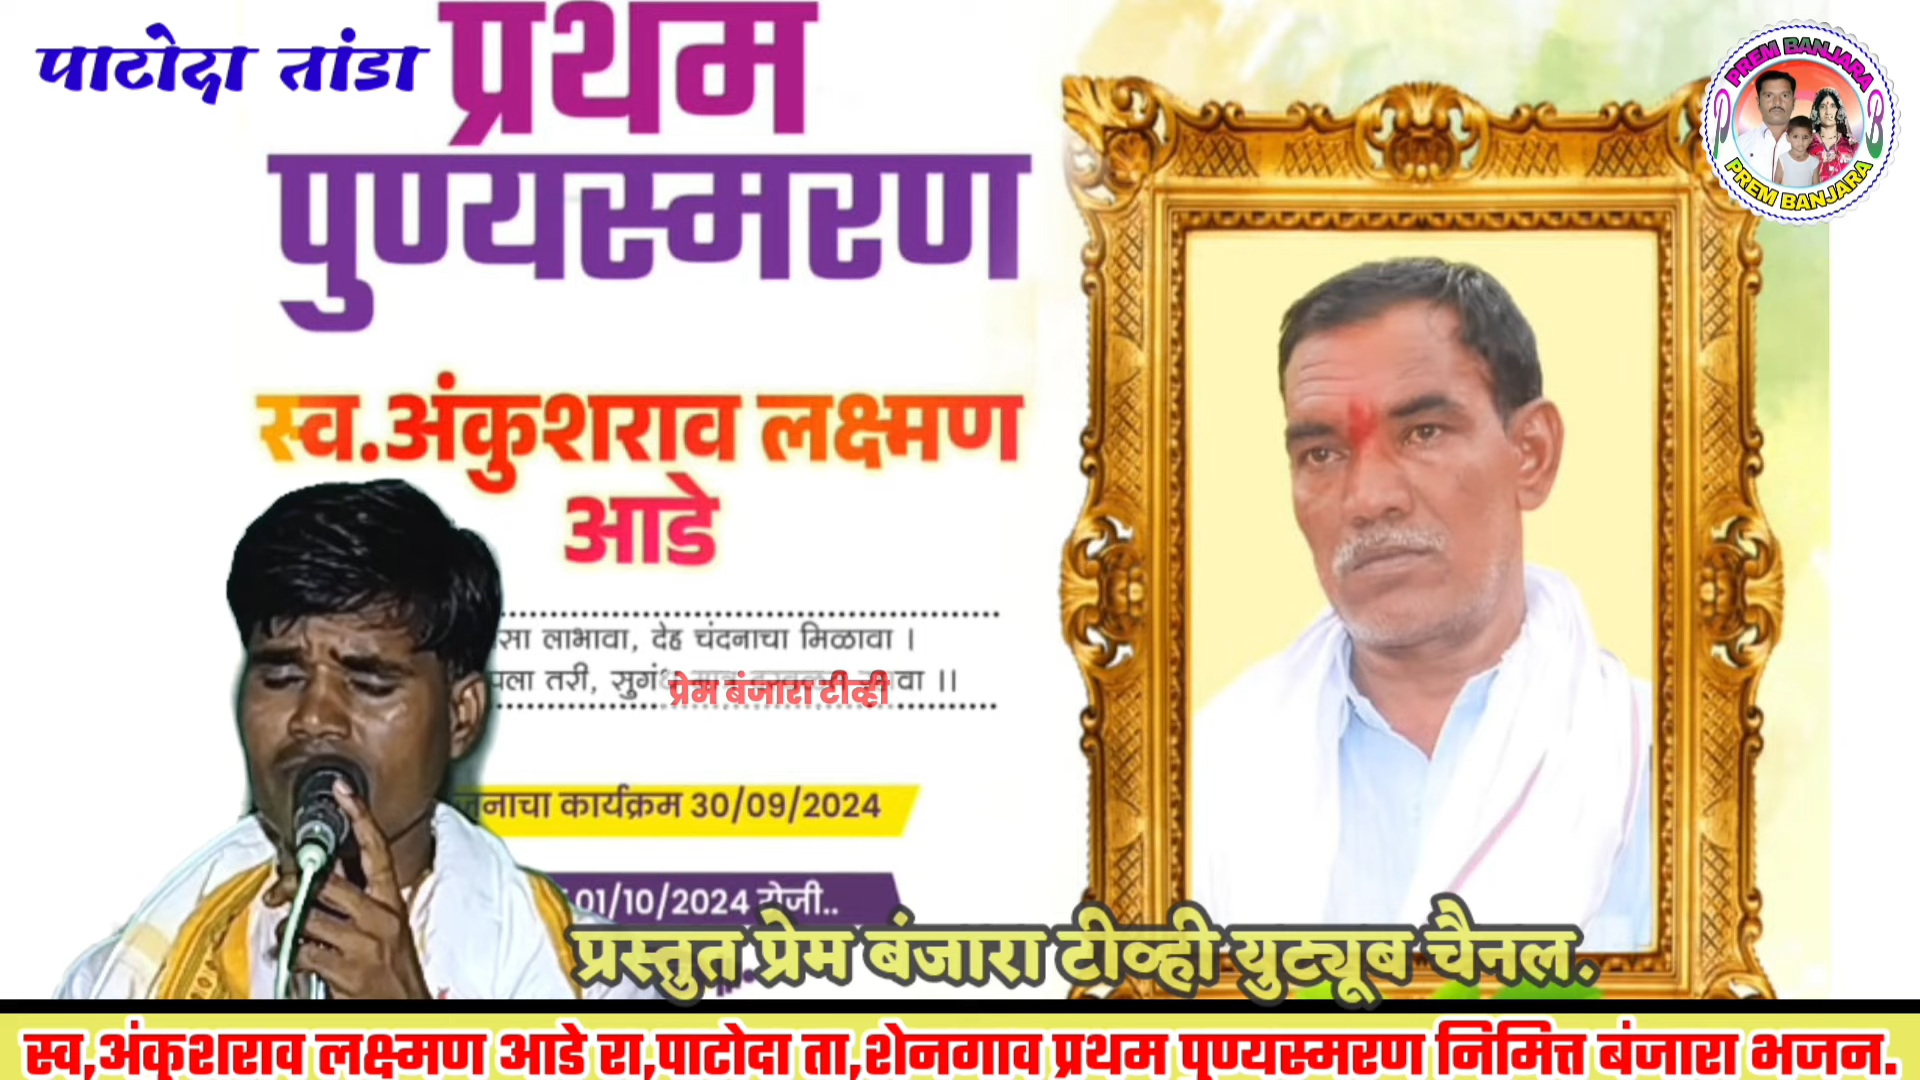 पाटोदा तांडा
प्रथम
पुण्यस्मरण
स्व.अंकुशराव लक्ष्मण
आडे
लाभावा, देह चंदनाचा मिळावा ।
तरी,
प्रेम बंजारा टीव्ही
कार्यक्रम 30/09/2024
01/10/2024 रोजी..
प्रस्तुत प्रेम बंजारा टीव्ही युट्यूब चैनल.
स्व,अंकुशराव लक्ष्मण आडे रा,पाटोदा ता,शेनगाव प्रथम पुण्यस्मरण निमित्त बंजारा भजन.
PREM BANJARA
P B
PREM BANJARA